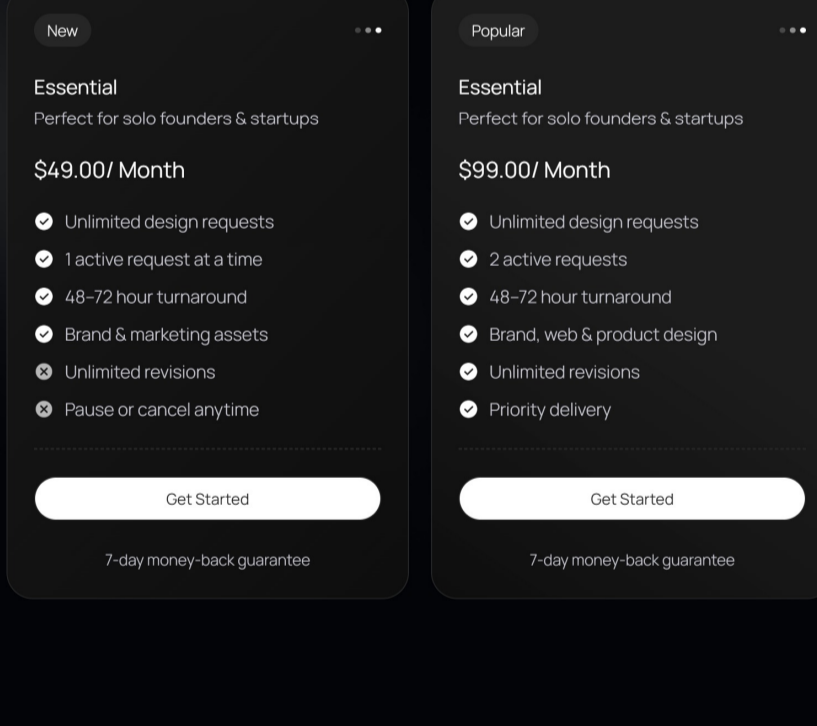 New
Essential
Perfect for solo founders & startups
$49.00/ Month
Unlimited design requests
1 active request at a time
48–72 hour turnaround
Brand & marketing assets
Unlimited revisions
Pause or cancel anytime
Get Started
7-day money-back guarantee
Popular
Essential
Perfect for solo founders & startups
$99.00/ Month
Unlimited design requests
2 active requests
48–72 hour turnaround
Brand, web & product design
Unlimited revisions
Priority delivery
Get Started
7-day money-back guarantee